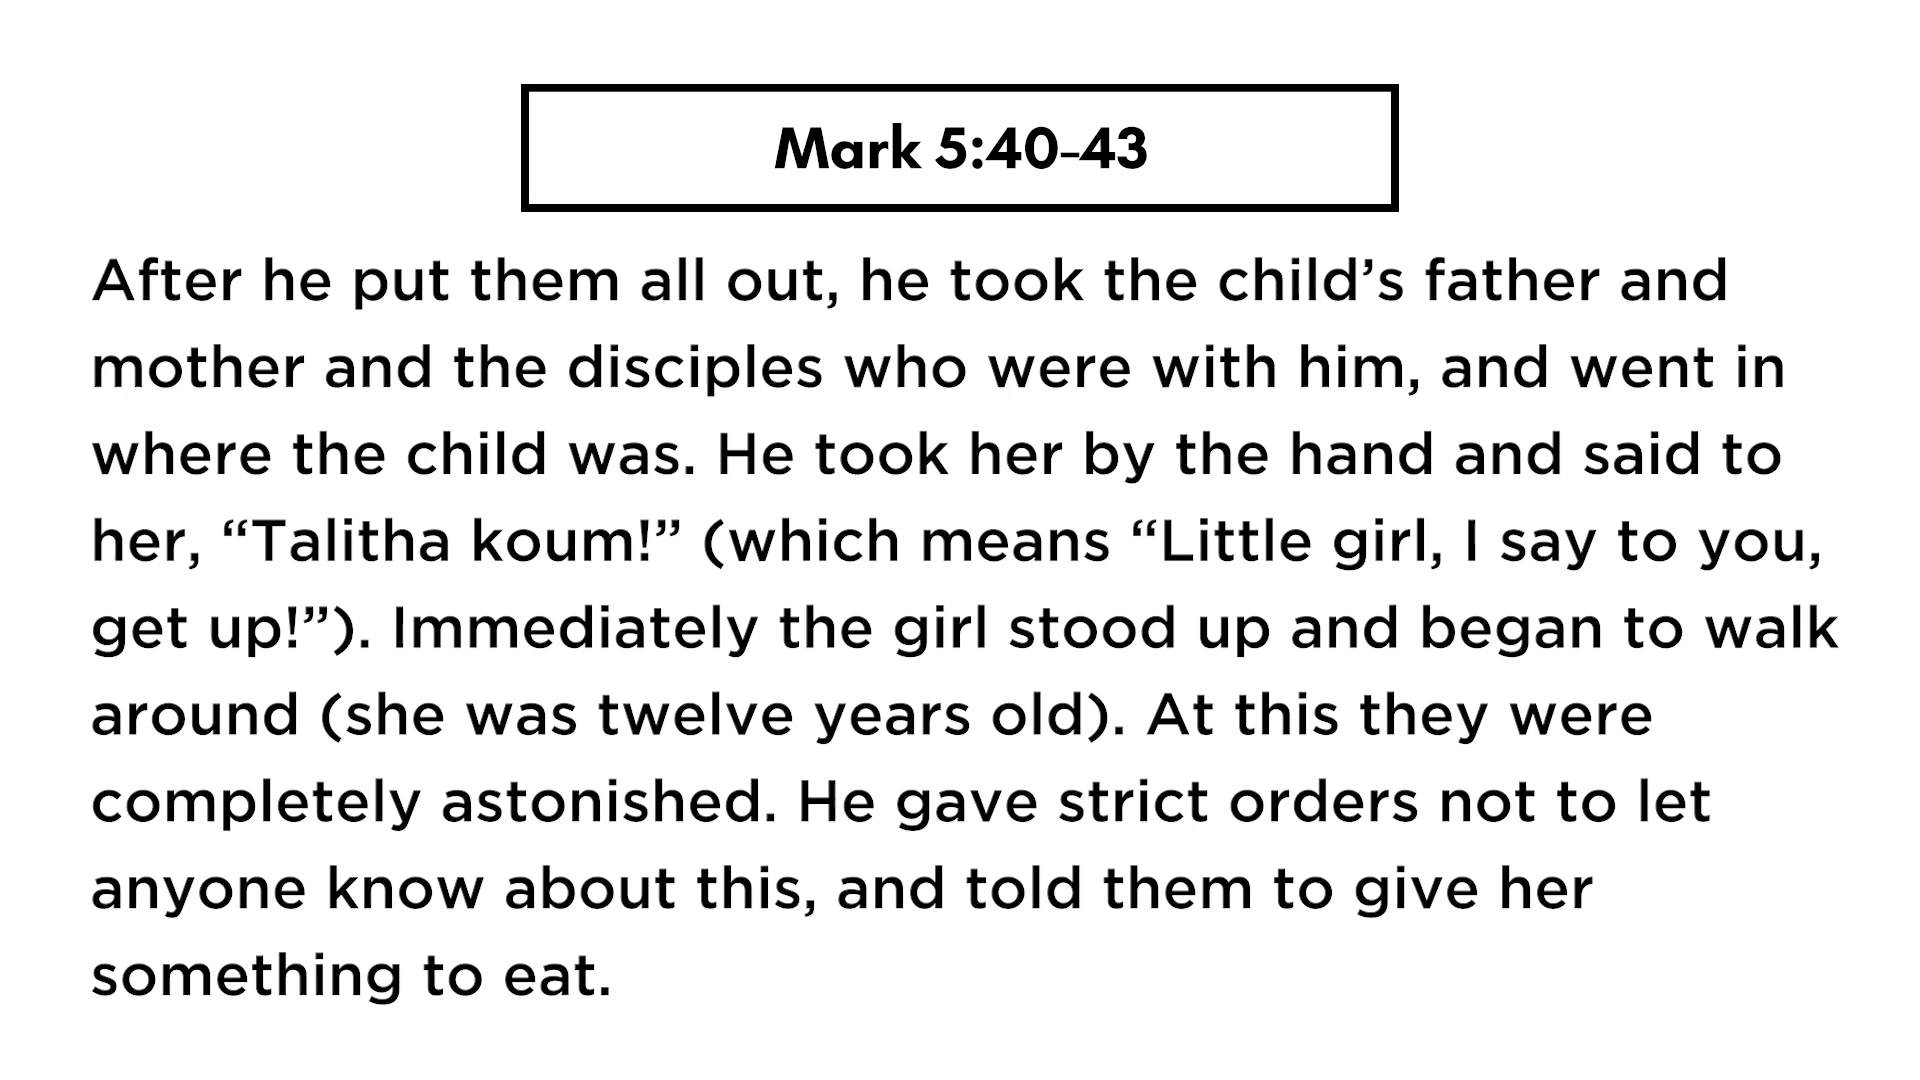 Mark 5:40-43
After he put them all out, he took the child’s father and
mother and the disciples who were with him, and went in
where the child was. He took her by the hand and said to
her, “Talitha koum!” (which means “Little girl, I say to you,
get up!”). Immediately the girl stood up and began to walk
around (she was twelve years old). At this they were
completely astonished. He gave strict orders not to let
anyone know about this, and told them to give her
something to eat.